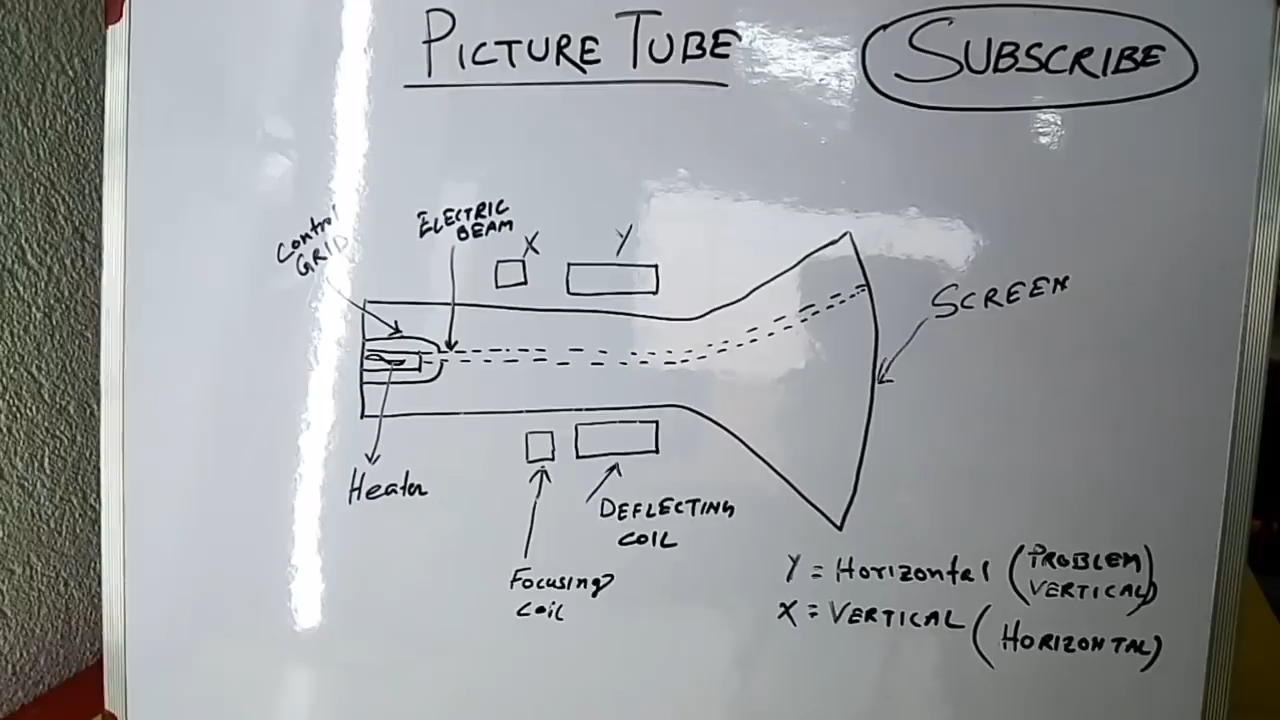 PICTURE TUBE
SUBSCRIBE
Control
GRID
ELECTRIC
BEAM
X
Y
SCREEN
Heater
DEFLECTING
COIL
Focusing
coil
Y = Horizontal (PROBLEM
VERTICAL)
X = VERTICAL (HORIZONTAL)